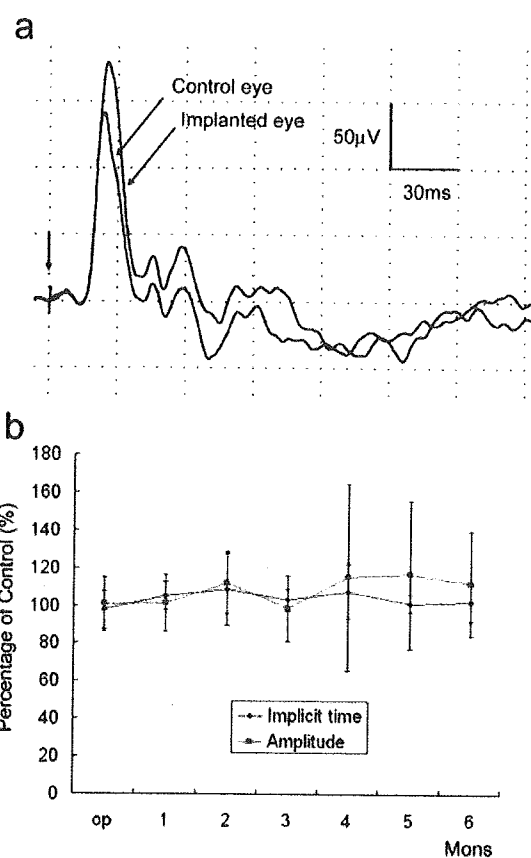 a
Control eye
Implanted eye
50μV
30ms
b
Percentage of Control (%)
180
160
140
120
100
80
60
40
20
0
Implicit time
Amplitude
op 1 2 3 4 5 6
Mons